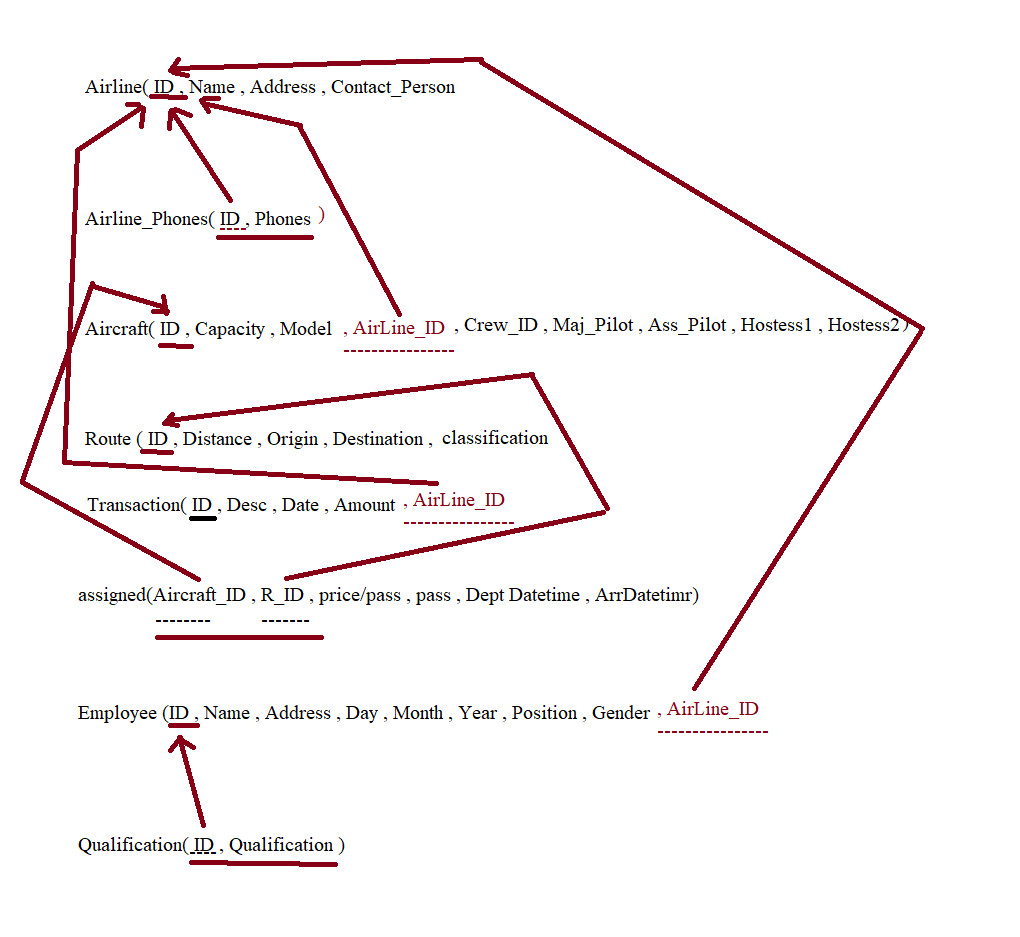 Airline( ID , Name , Address , Contact_Person
Airline_Phones( ID , Phones )
Aircraft( ID , Capacity , Model , AirLine_ID , Crew_ID , Maj_Pilot , Ass_Pilot , Hostess1 , Hostess2 )
Route ( ID , Distance , Origin , Destination , classification
Transaction( ID , Desc , Date , Amount , AirLine_ID
assigned(Aircraft_ID , R_ID , price/pass , pass , Dept Datetime , ArrDatetimr)
Employee (ID , Name , Address , Day , Month , Year , Position , Gender , AirLine_ID
Qualification( ID , Qualification )